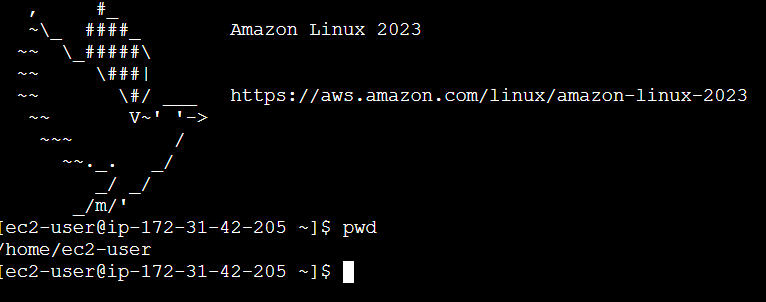 ,     #_
   ~\_  ####_        Amazon Linux 2023
  ~~  \_#####\
  ~~     \###|
  ~~       \#/ ___   https://aws.amazon.com/linux/amazon-linux-2023
   ~~       V~' '->
    ~~~         /
      ~~._.   _/
         _/ _/
       _/m/'
[ec2-user@ip-172-31-42-205 ~]$ pwd
/home/ec2-user
[ec2-user@ip-172-31-42-205 ~]$